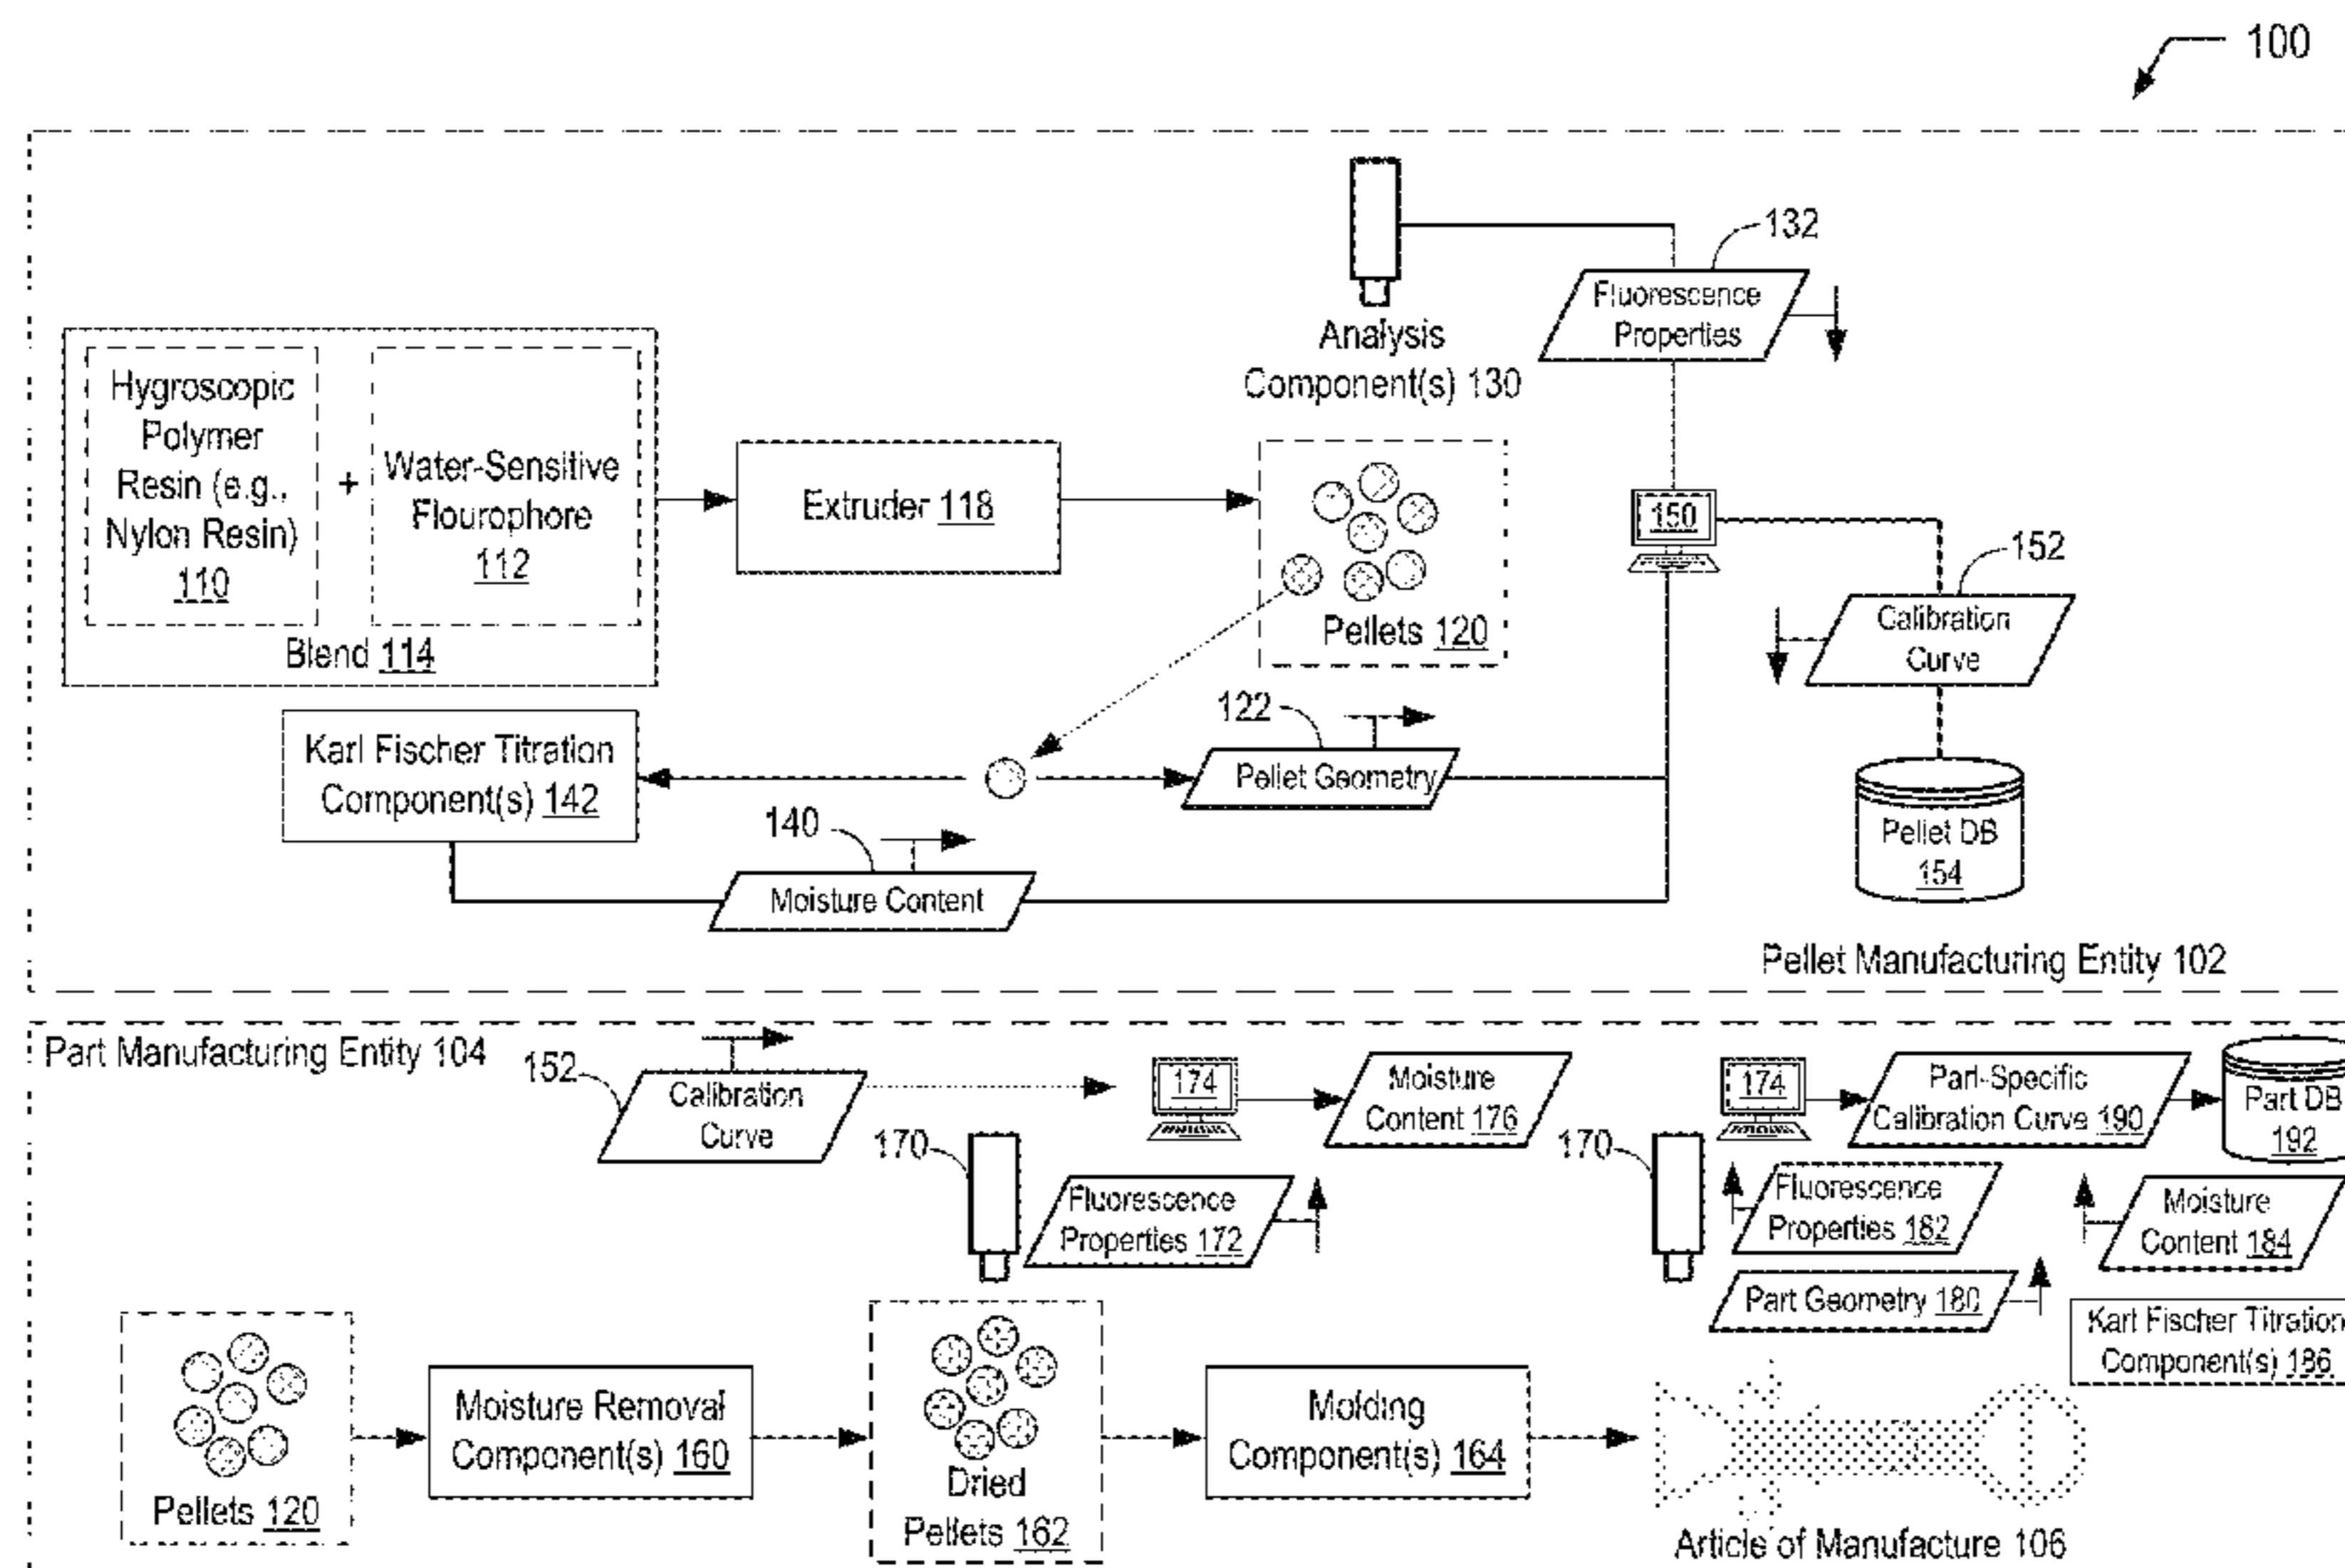 100
132
Fluorescence
Properties
Analysis
Component(s) 130
Hygroscopic
Polymer
Resin (e.g.,
Nylon Resin)
110
+
Water-Sensitive
Flourophore
112
Blend 114
Extruder 118
Pellets 120
150
152
Calibration
Curve
Pellet DB
154
122
Pellet Geometry
Karl Fischer Titration
Component(s) 142
140
Moisture Content
Pellet Manufacturing Entity 102
Part Manufacturing Entity 104
152
Calibration
Curve
174
Moisture
Content 176
170
Fluorescence
Properties 172
174
Part-Specific
Calibration Curve 190
Part DB
192
170
Fluorescence
Properties 182
Moisture
Content 184
Part Geometry 180
Karl Fischer Titration
Component(s) 186
Pellets 120
Moisture Removal
Component(s) 160
Dried
Pellets 162
Molding
Component(s) 164
Article of Manufacture 106